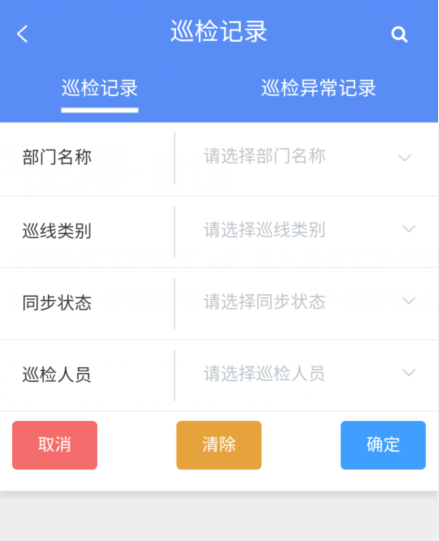 巡检记录
巡检记录 巡检异常记录
部门名称 请选择部门名称
巡线类别 请选择巡线类别
同步状态 请选择同步状态
巡检人员 请选择巡检人员
取消 清除 确定